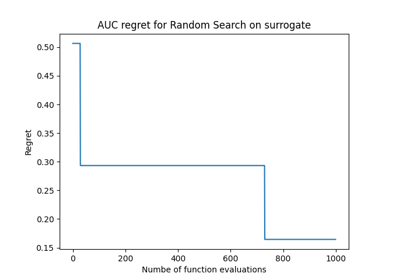 AUC regret for Random Search on surrogate
0.50
0.45
0.40
0.35
0.30
0.25
0.20
0.15
Regret
0 200 400 600 800 1000
Numbe of function evaluations